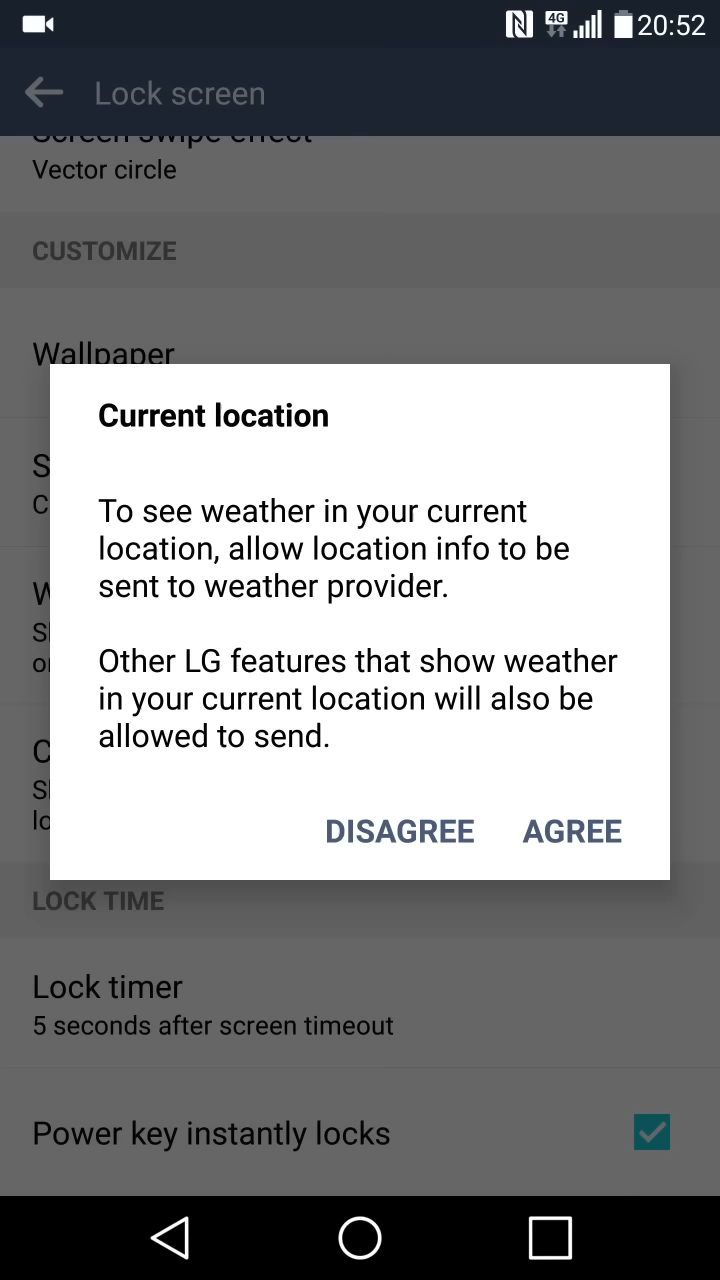 4G
20:52
Lock screen
Vector circle
CUSTOMIZE
Wallpaper
Current location
To see weather in your current
location, allow location info to be
sent to weather provider.
Other LG features that show weather
in your current location will also be
allowed to send.
DISAGREE AGREE
LOCK TIME
Lock timer
5 seconds after screen timeout
Power key instantly locks